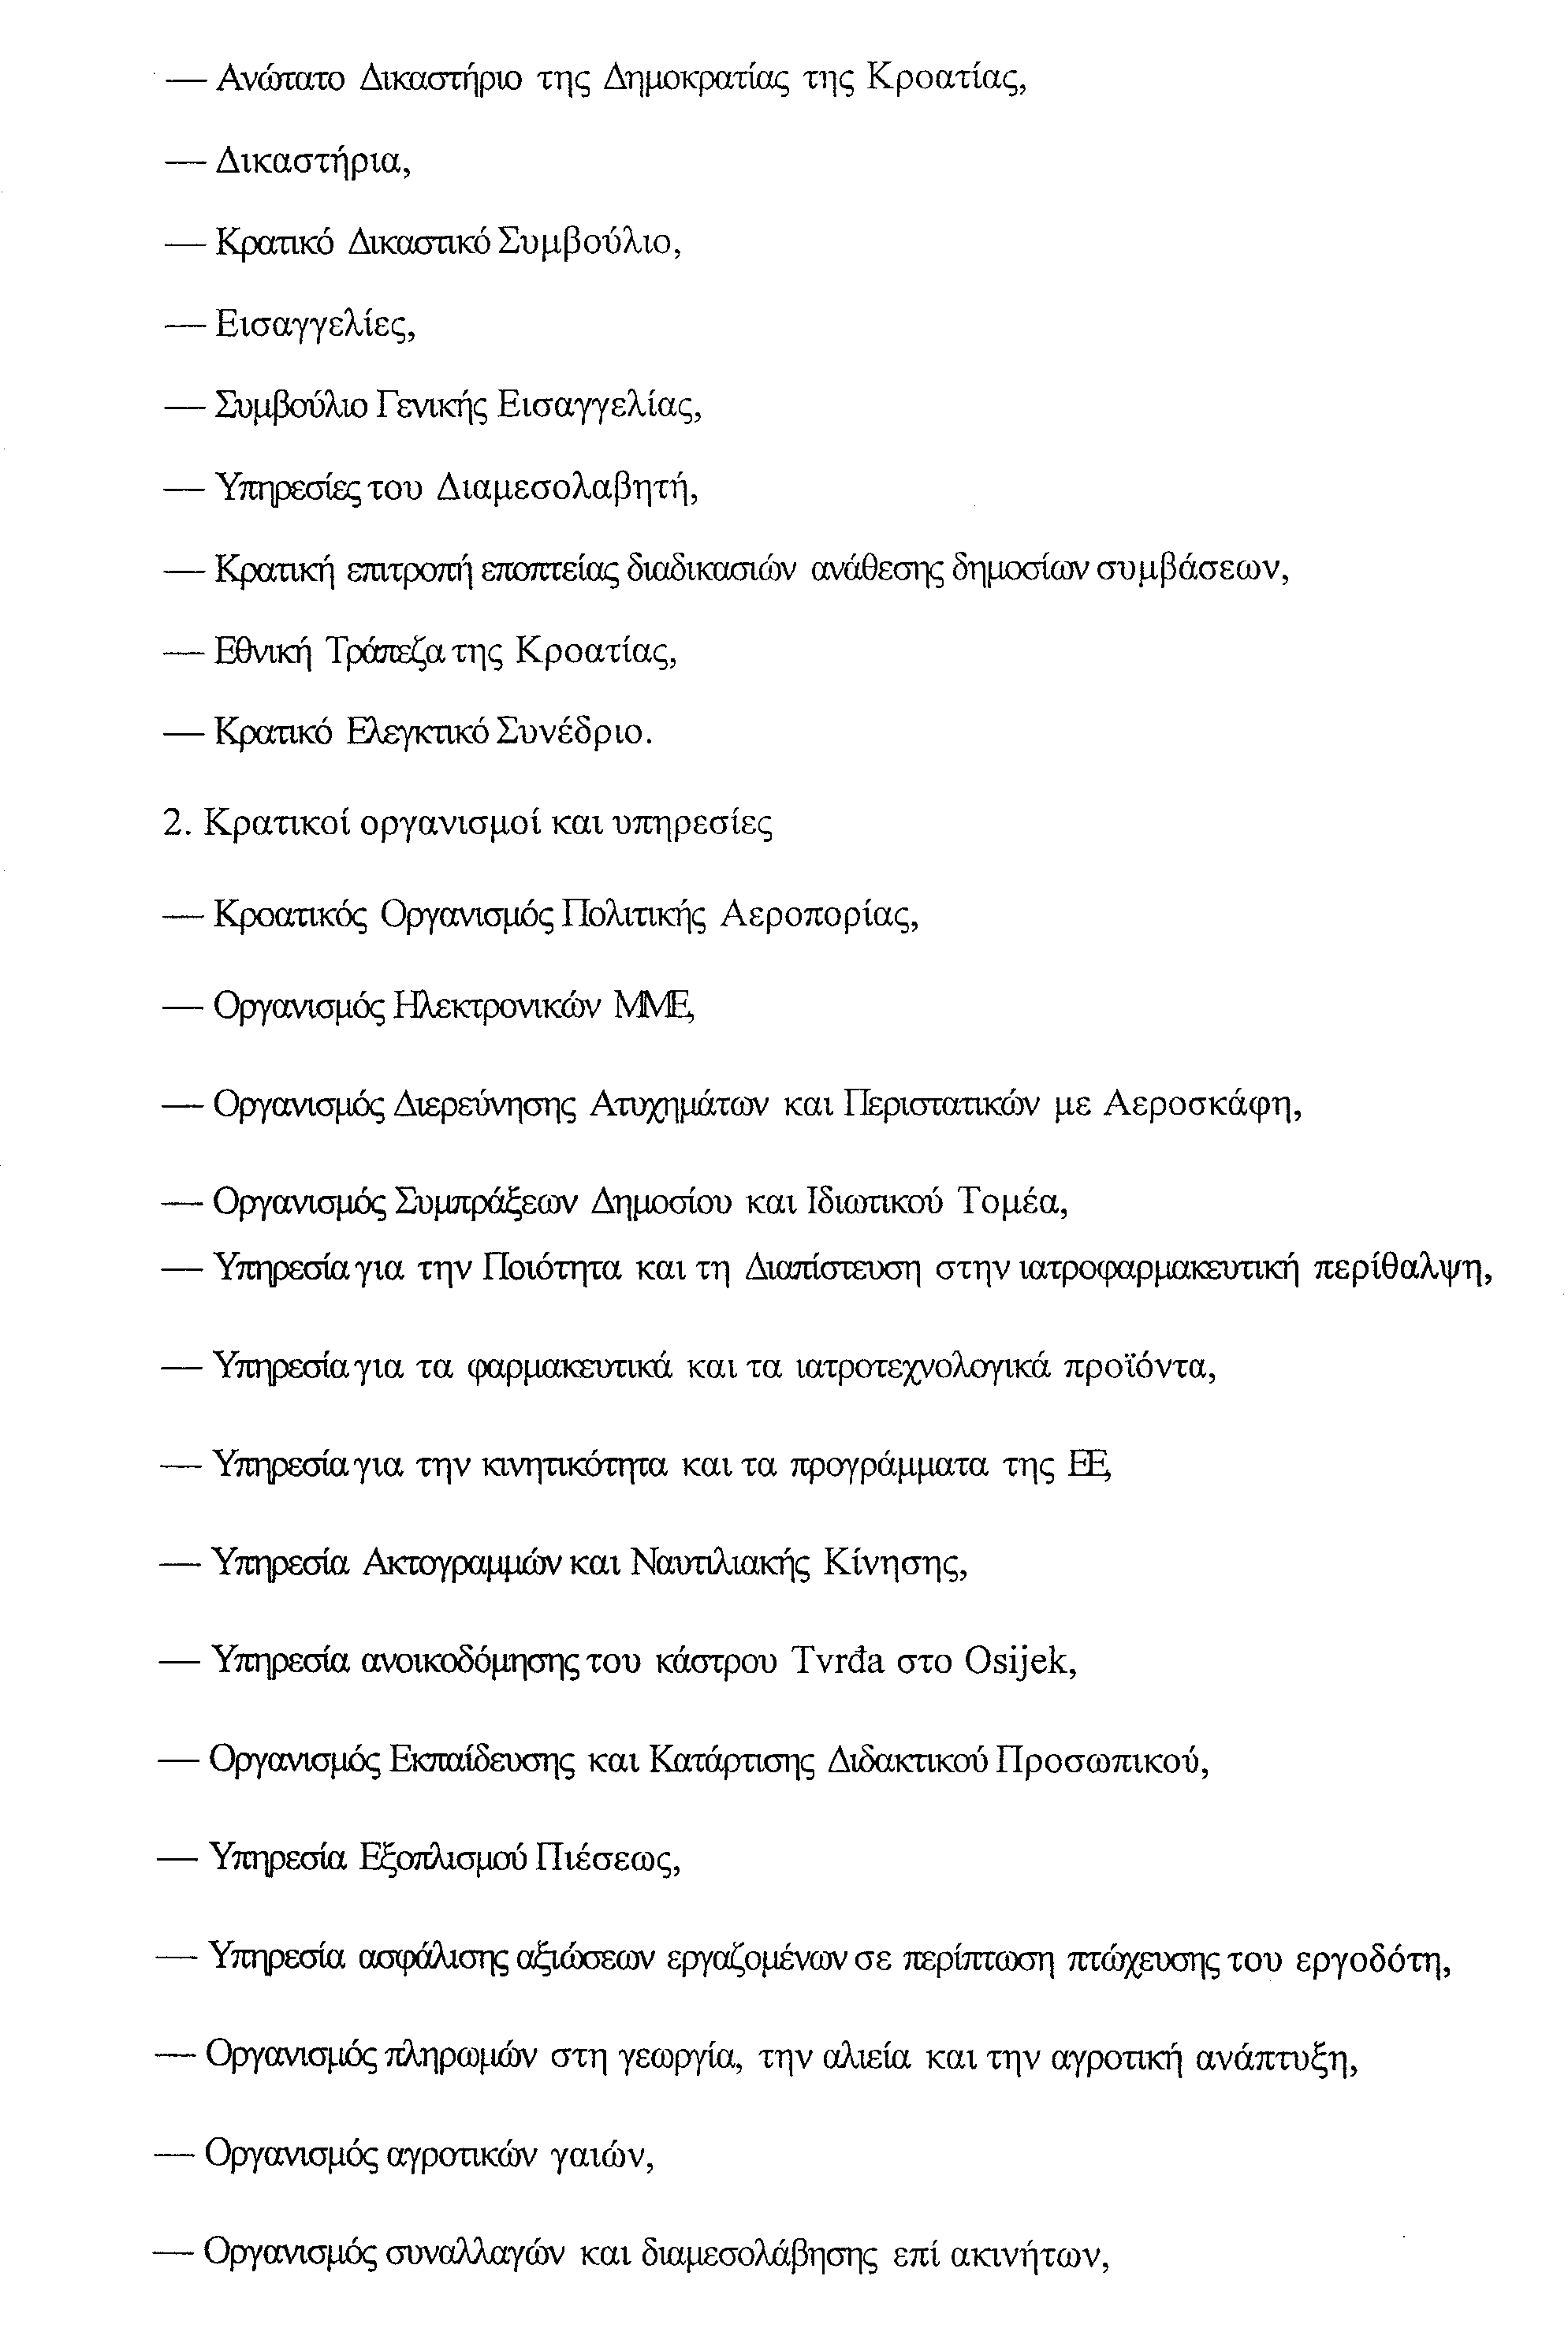 — Ανώτατο Δικαστήριο της Δημοκρατίας της Κροατίας,
— Δικαστήρια,
— Κρατικό Δικαστικό Συμβούλιο,
— Εισαγγελίες,
— Συμβούλιο Γενικής Εισαγγελίας,
— Υπηρεσίες του Διαμεσολαβητή,
— Κρατική επιτροπή εποπτείας διαδικασιών ανάθεσης δημοσίων συμβάσεων,
— Εθνική Τράπεζα της Κροατίας,
— Κρατικό Ελεγκτικό Συνέδριο.
2. Κρατικοί οργανισμοί και υπηρεσίες
— Κροατικός Οργανισμός Πολιτικής Αεροπορίας,
— Οργανισμός Ηλεκτρονικών ΜΜΕ,
— Οργανισμός Διερεύνησης Ατυχημάτων και Περιστατικών με Αεροσκάφη,
— Οργανισμός Συμπράξεων Δημοσίου και Ιδιωτικού Τομέα,
— Υπηρεσία για την Ποιότητα και τη Διαπίστευση στην ιατροφαρμακευτική περίθαλψη,
— Υπηρεσία για τα φαρμακευτικά και τα ιατροτεχνολογικά προϊόντα,
— Υπηρεσία για την κινητικότητα και τα προγράμματα της ΕΕ,
— Υπηρεσία Ακτογραμμών και Ναυτιλιακής Κίνησης,
— Υπηρεσία ανοικοδόμησης του κάστρου Tvrđa στο Osijek,
— Οργανισμός Εκπαίδευσης και Κατάρτισης Διδακτικού Προσωπικού,
— Υπηρεσία Εξοπλισμού Πιέσεως,
— Υπηρεσία ασφάλισης αξιώσεων εργαζομένων σε περίπτωση πτώχευσης του εργοδότη,
— Οργανισμός πληρωμών στη γεωργία, την αλιεία και την αγροτική ανάπτυξη,
— Οργανισμός αγροτικών γαιών,
— Οργανισμός συναλλαγών και διαμεσολάβησης επί ακινήτων,